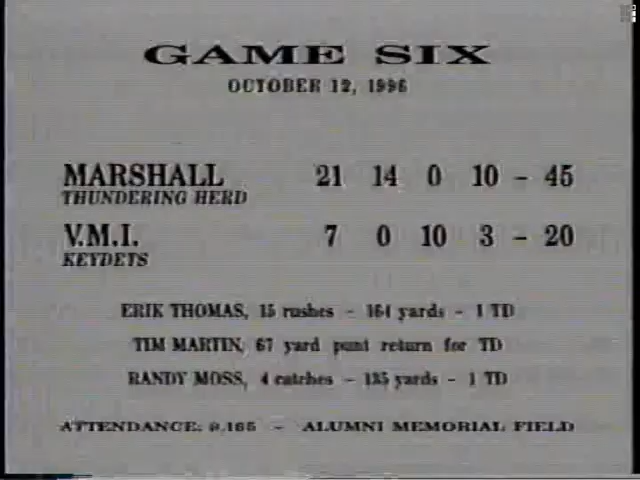 GAME SIX
OCTOBER 12, 1996
MARSHALL 21 14 0 10 – 45
THUNDERING HERD
V.M.I. 7 0 10 3 – 20
KEYDETS
ERIK THOMAS, 15 rushes – 164 yards – 1 TD
TIM MARTIN, 67 yard punt return for TD
RANDY MOSS, 4 catches – 135 yards – 1 TD
ATTENDANCE: 9,165 – ALUMNI MEMORIAL FIELD